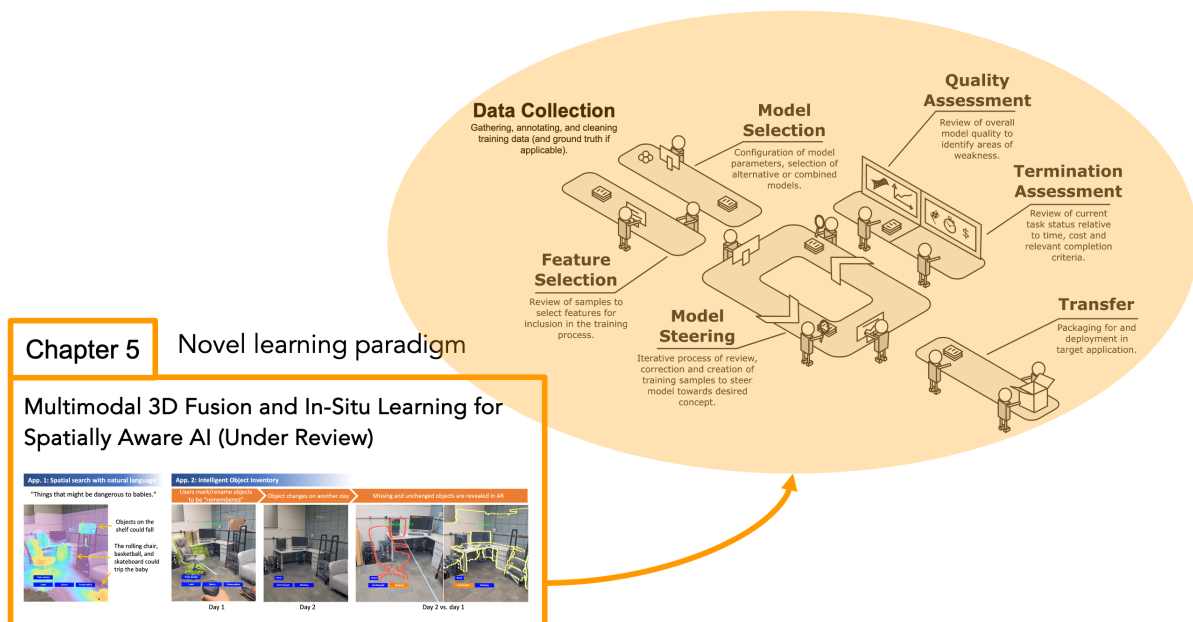 Data Collection
Gathering, annotating, and cleaning
training data (and ground truth if
applicable).
Model
Selection
Configuration of model
parameters, selection of
alternative or combined
models.
Quality
Assessment
Review of overall
model quality to
identify areas of
weakness.
Termination
Assessment
Review of current
task status relative
to time, cost and
relevant completion
criteria.
Feature
Selection
Review of samples to
select features for
inclusion in the training
process.
Model
Steering
Iterative process of review,
correction and creation of
training samples to steer
model towards desired
concept.
Transfer
Packaging for and
deployment in
target application.
Chapter 5
Novel learning paradigm
Multimodal 3D Fusion and In-Situ Learning for
Spatially Aware AI (Under Review)
App. 1: Spatial search with natural language
"Things that might be dangerous to babies."
Objects on the
shelf could fall
The rolling chair,
basketball, and
skateboard could
trip the baby
App. 2: Intelligent Object Inventory
Users mark/rename objects
to be "remembered"
Object changes on another day
Missing and unchanged objects are revealed in AR
Day 1
Day 2
Day 2 vs. day 1